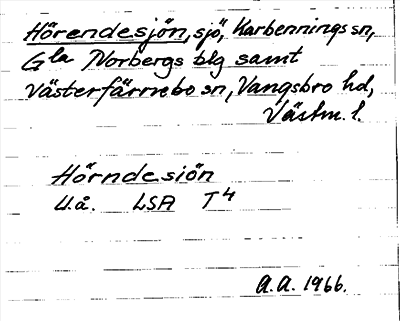 Hörendesjön, sjö, Karbennings sn,
Gla Norbergs blg samt
Västerfärnebo sn, Vangsbro hd,
Västm. l.
Hörndesiön
U.å. LSA T4
A.A. 1966.